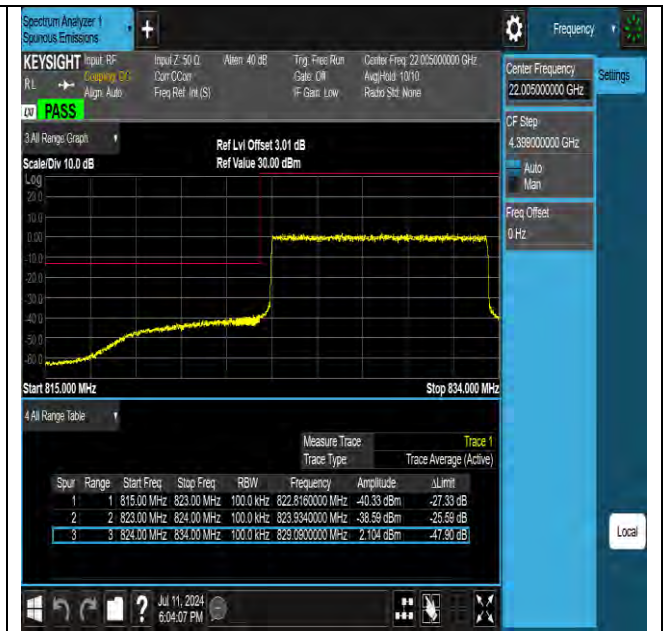 Spectrum Analyzer 1
Spurious Emissions
+
Frequency
KEYSIGHT
RL
Input: RF
Coupling: DC
Align: Auto
Input Z: 50 Ω
Corr CCorr
Freq Ref: Int (S)
Atten: 40 dB
Trig: Free Run
Gate: Off
IF Gain: Low
Center Freq: 22.005000000 GHz
Avg|Hold: 10/10
Radio Std: None
PASS
Center Frequency
22.005000000 GHz
Settings
CF Step
4.399000000 GHz
Auto
Man
Freq Offset
0 Hz
3 All Range Graph
Ref Lvl Offset 3.01 dB
Scale/Div 10.0 dB
Ref Value 30.00 dBm
Log
20.0
10.0
0.00
-10.0
-20.0
-30.0
-40.0
-50.0
-60.0
Start 815.000 MHz
Stop 834.000 MHz
4 All Range Table
Measure Trace Trace 1
Trace Type Trace Average (Active)
Spur Range Start Freq Stop Freq RBW Frequency Amplitude ΔLimit
1 1 815.00 MHz 823.00 MHz 100.0 kHz 822.8160000 MHz -40.33 dBm -27.33 dB
2 2 823.00 MHz 824.00 MHz 100.0 kHz 823.9340000 MHz -38.59 dBm -25.59 dB
3 3 824.00 MHz 834.00 MHz 100.0 kHz 829.0900000 MHz 2.104 dBm -47.90 dB
Local
?
Jul 11, 2024
6:04:07 PM